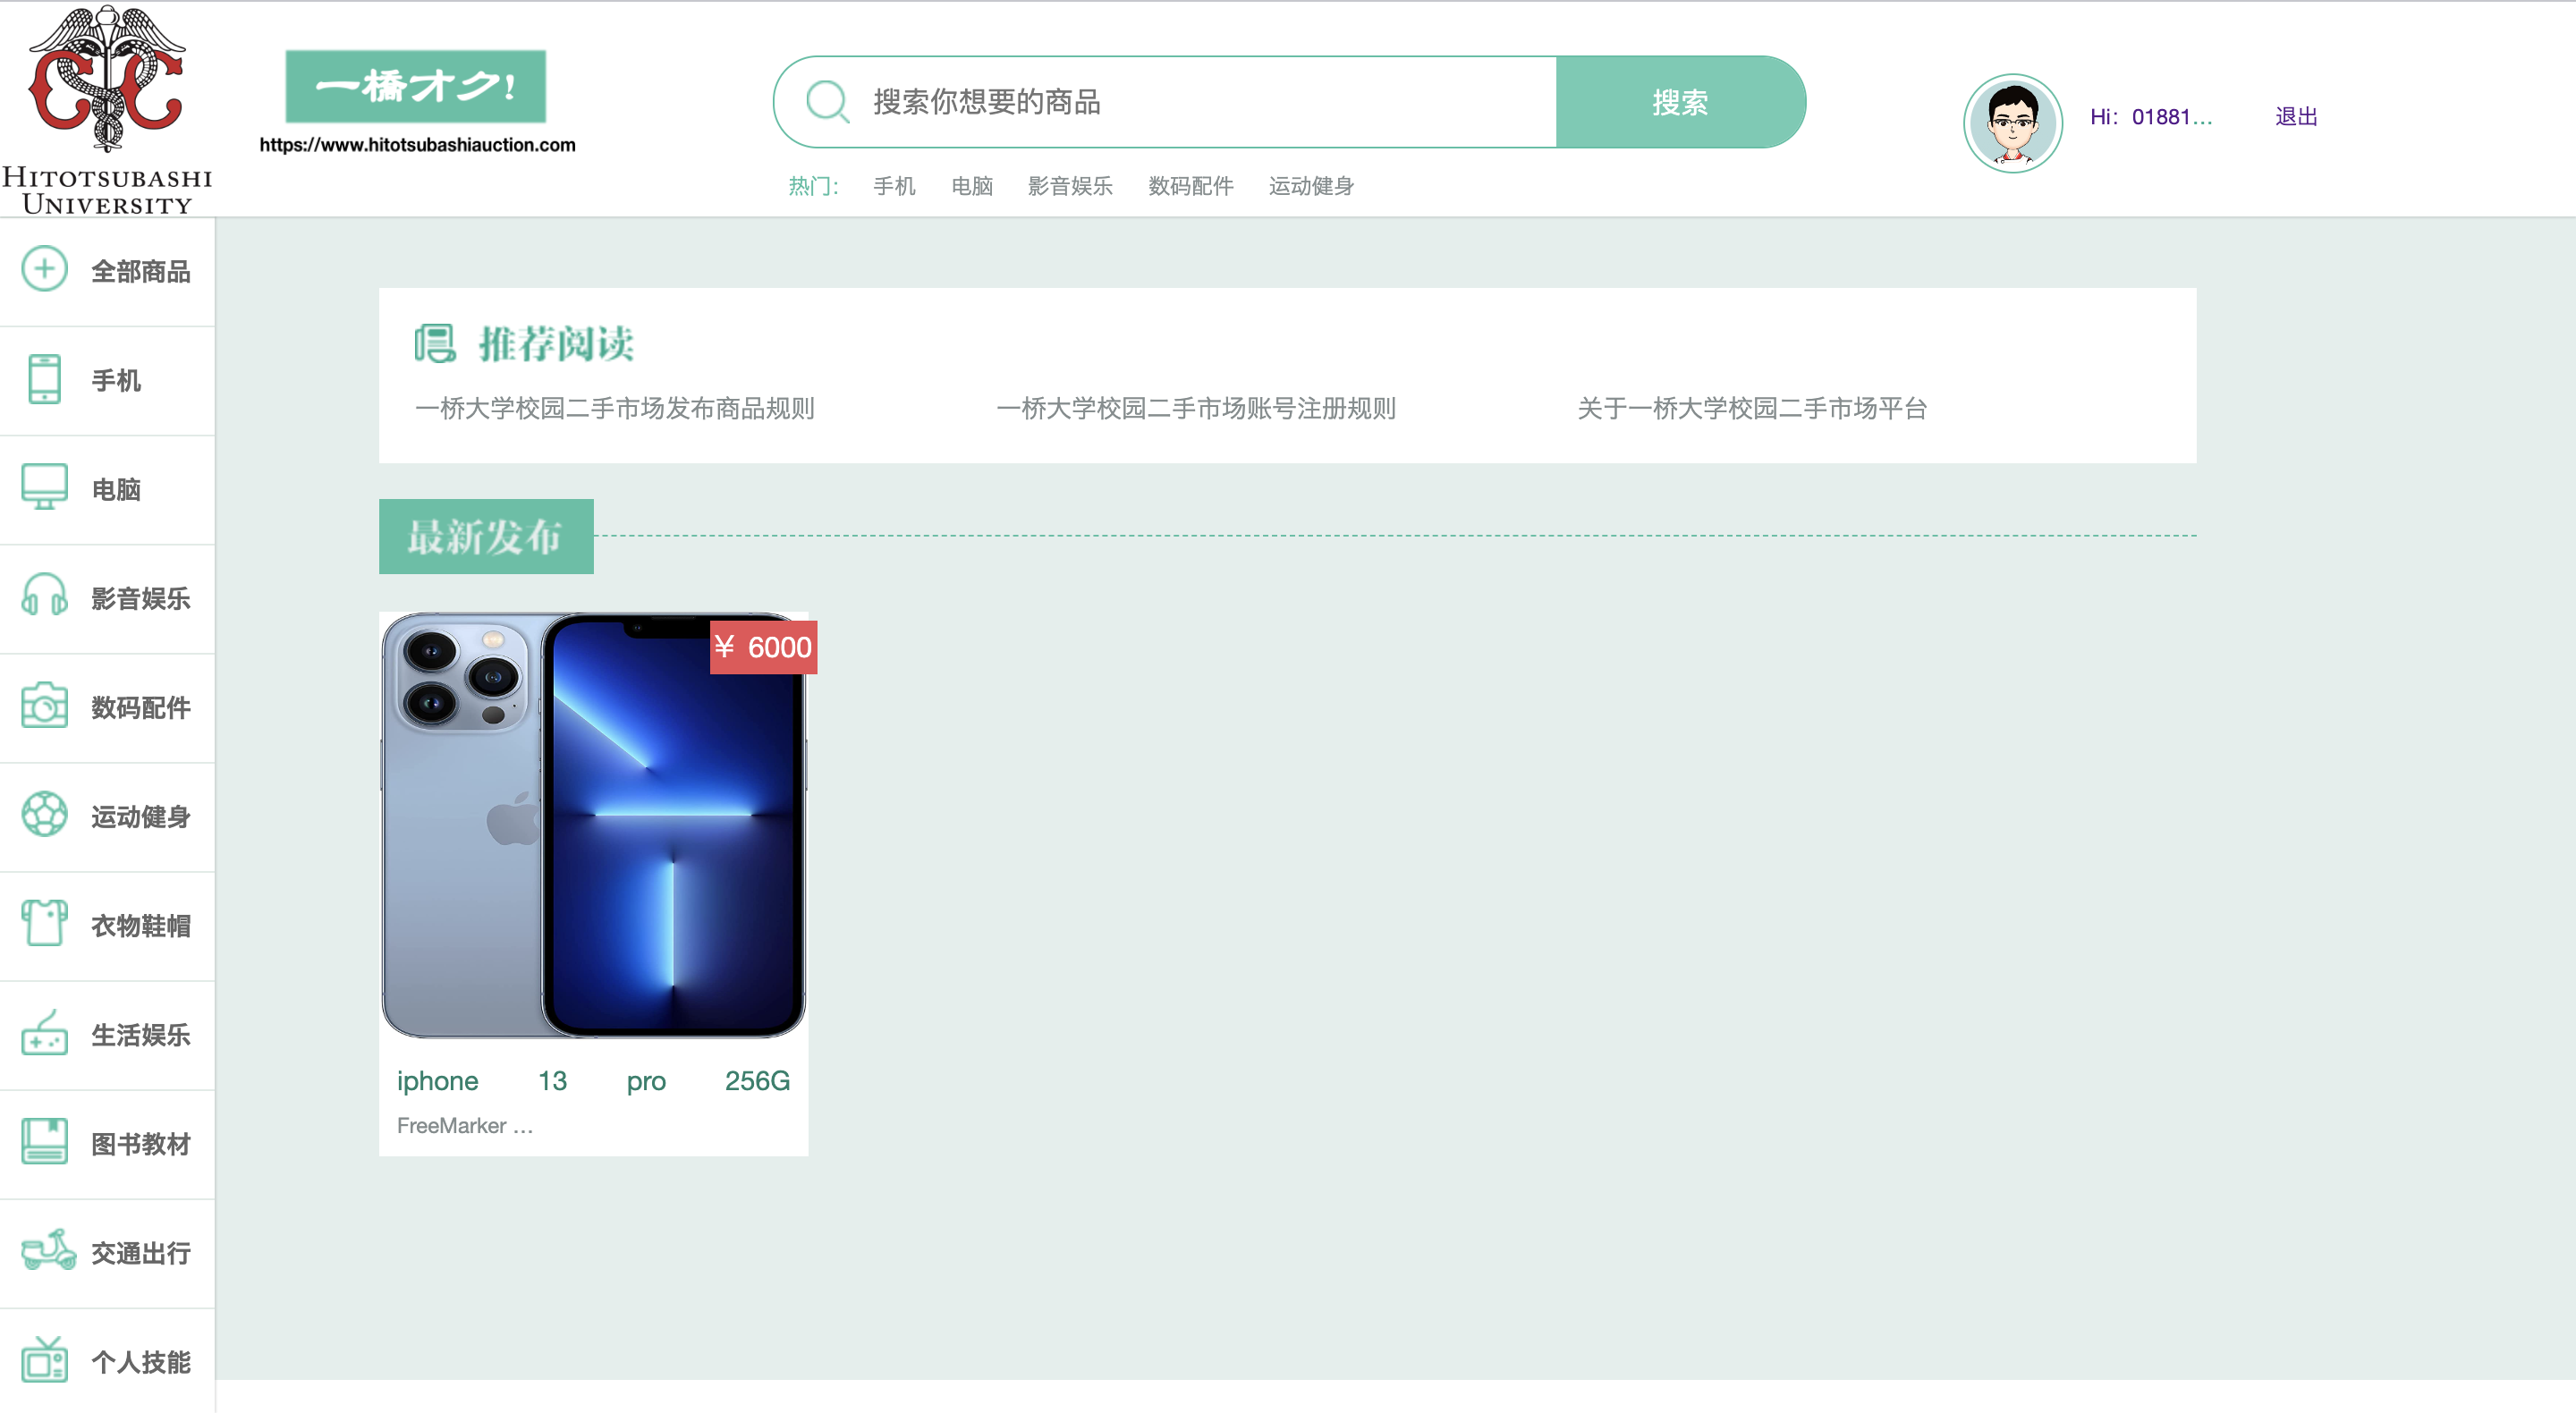 HITOTSUBASHI
UNIVERSITY
一橋オク!
https://www.hitotsubashiauction.com
搜索你想要的商品
搜索
热门: 手机 电脑 影音娱乐 数码配件 运动健身
Hi: 01881...
退出
全部商品
手机
电脑
影音娱乐
数码配件
运动健身
衣物鞋帽
生活娱乐
图书教材
交通出行
个人技能
推荐阅读
一桥大学校园二手市场发布商品规则
一桥大学校园二手市场账号注册规则
关于一桥大学校园二手市场平台
最新发布
¥ 6000
iphone 13 pro 256G
FreeMarker ...